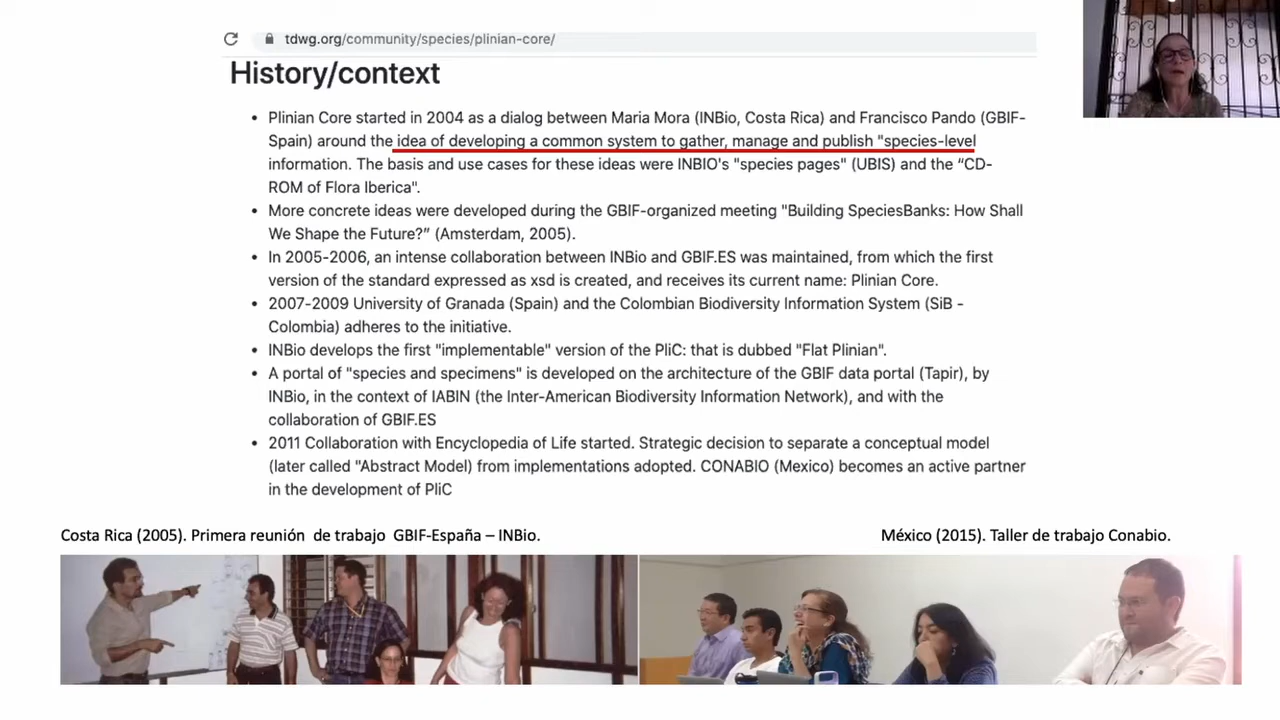 tdwg.org/community/species/plinian-core/
History/context
• Plinian Core started in 2004 as a dialog between Maria Mora (INBio, Costa Rica) and Francisco Pando (GBIF-
Spain) around the idea of developing a common system to gather, manage and publish "species-level
information. The basis and use cases for these ideas were INBIO's "species pages" (UBIS) and the “CD-
ROM of Flora Iberica".
• More concrete ideas were developed during the GBIF-organized meeting "Building SpeciesBanks: How Shall
We Shape the Future?” (Amsterdam, 2005).
• In 2005-2006, an intense collaboration between INBio and GBIF.ES was maintained, from which the first
version of the standard expressed as xsd is created, and receives its current name: Plinian Core.
• 2007-2009 University of Granada (Spain) and the Colombian Biodiversity Information System (SiB -
Colombia) adheres to the initiative.
• INBio develops the first "implementable" version of the PliC: that is dubbed "Flat Plinian".
• A portal of "species and specimens" is developed on the architecture of the GBIF data portal (Tapir), by
INBio, in the context of IABIN (the Inter-American Biodiversity Information Network), and with the
collaboration of GBIF.ES
• 2011 Collaboration with Encyclopedia of Life started. Strategic decision to separate a conceptual model
(later called "Abstract Model) from implementations adopted. CONABIO (Mexico) becomes an active partner
in the development of PliC
Costa Rica (2005). Primera reunión de trabajo GBIF-España – INBio.
México (2015). Taller de trabajo Conabio.